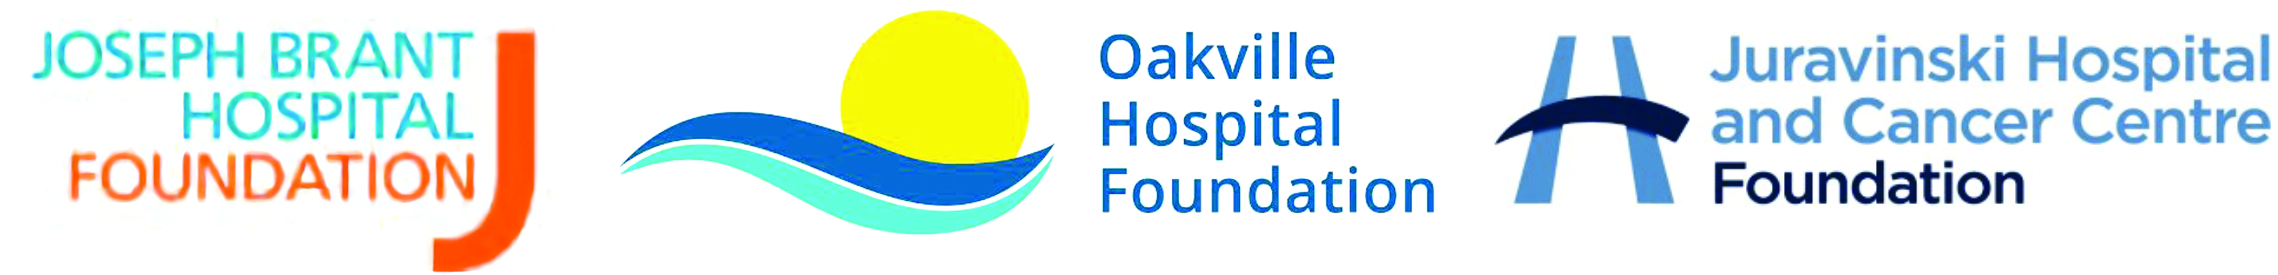 JOSEPH BRANT
HOSPITAL
FOUNDATION
J
Oakville
Hospital
Foundation
Juravinski Hospital
and Cancer Centre
Foundation